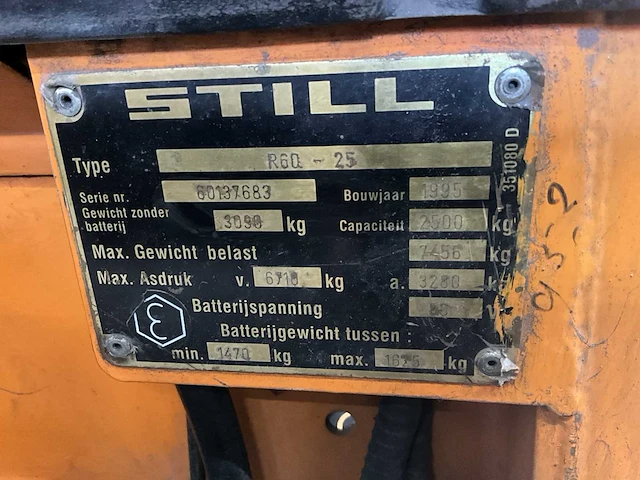 STILL
Type R60 - 25
Serie nr. 60137683 Bouwjaar 1995
Gewicht zonder
batterij 3090 kg Capaciteit 2500 kg
Max. Gewicht belast 7456 kg
Max. Asdruk v. kg a. 3280 kg
Batterijspanning V
Batterijgewicht tussen :
min. 1470 kg max. kg
351080 D